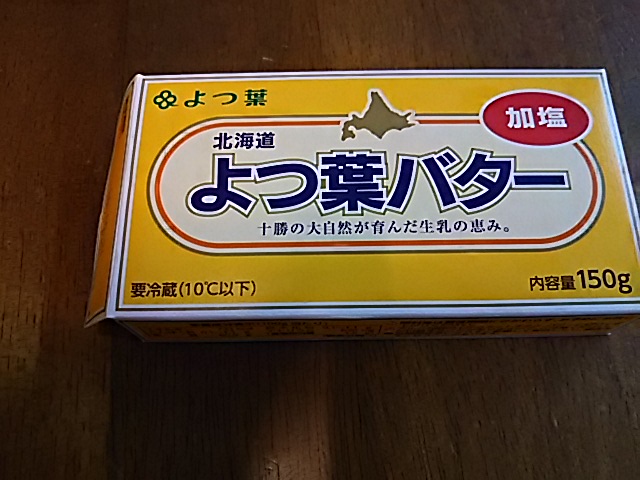 よつ葉
加塩
北海道
よつ葉バター
十勝の大自然が育んだ生乳の恵み。
要冷蔵(10℃以下)
内容量150g